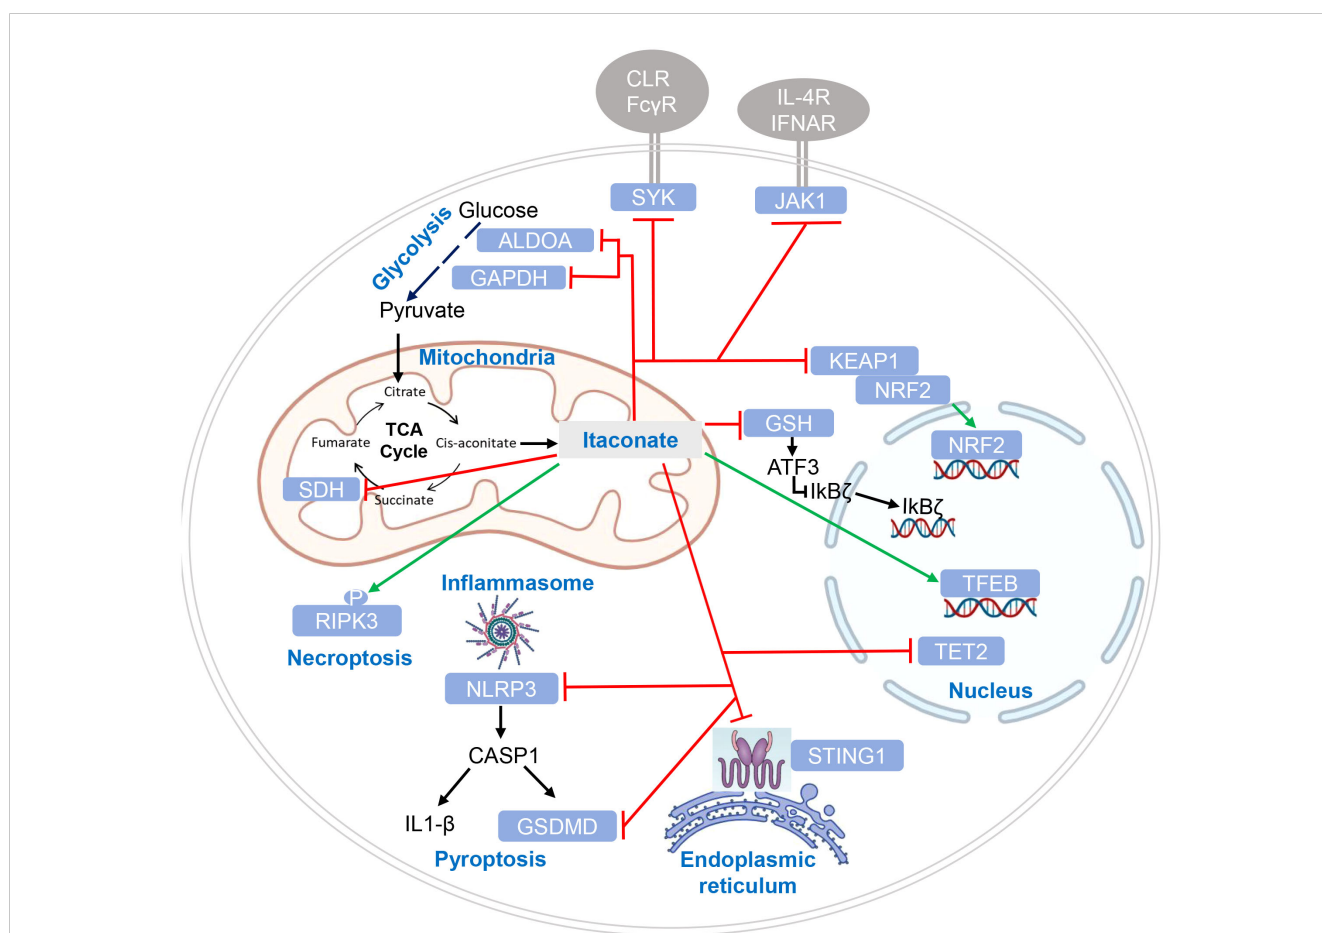 CLR
FcγR
IL-4R
IFNAR
SYK
JAK1
Glucose
Glycolysis
ALDOA
GAPDH
Pyruvate
Mitochondria
KEAP1
NRF2
Citrate
TCA
Cycle
Fumarate
Cis-aconitate
Itaconate
GSH
NRF2
ATF3
SDH
Succinate
IkBζ
IkBζ
Inflammasome
TFEB
P
RIPK3
Necroptosis
TET2
NLRP3
Nucleus
CASP1
STING1
IL1-β
GSDMD
Pyroptosis
Endoplasmic
reticulum